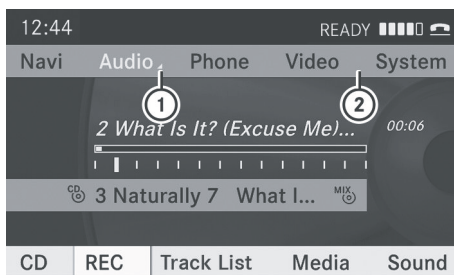 12:44 READY
Navi Audio Phone Video System
1 2
2 What Is It? (Excuse Me)... 00:06
CD 3 Naturally 7 What I... MIX
CD REC Track List Media Sound